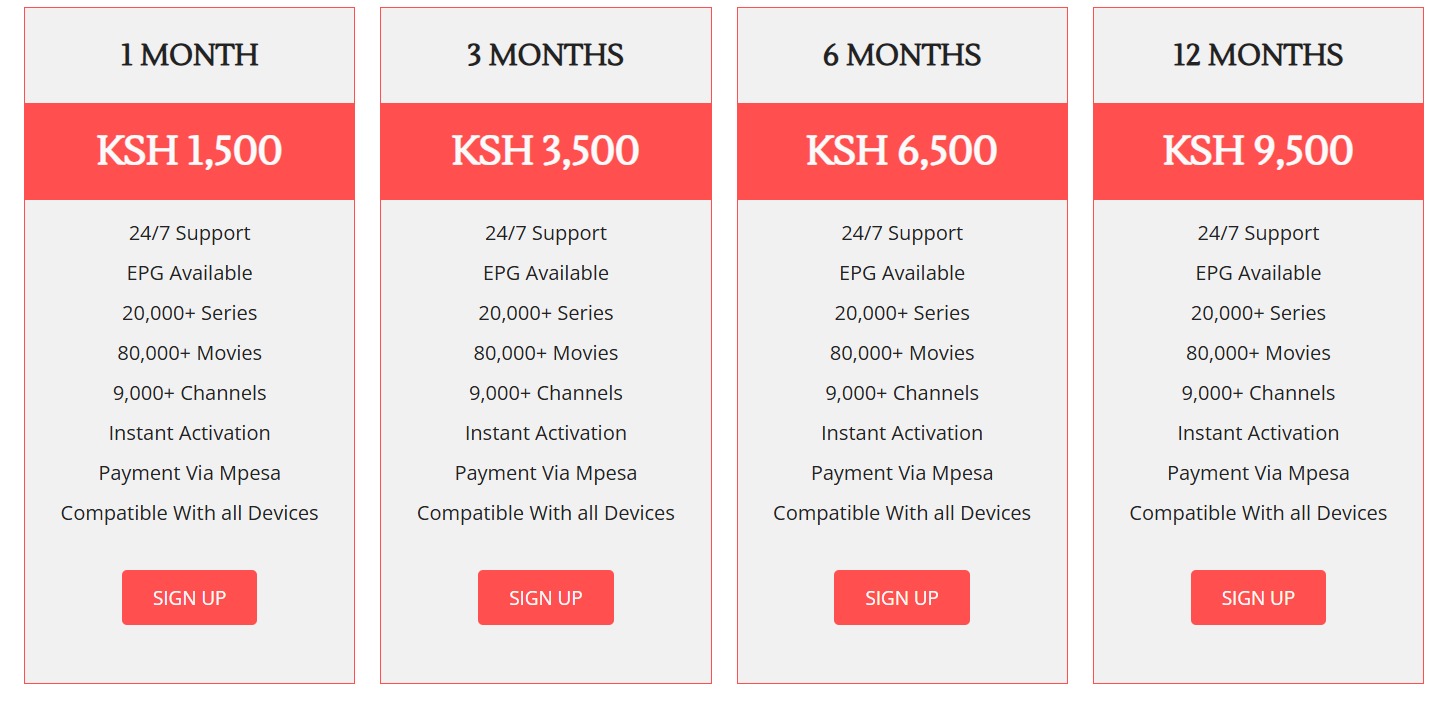 1 MONTH
KSH 1,500
24/7 Support
EPG Available
20,000+ Series
80,000+ Movies
9,000+ Channels
Instant Activation
Payment Via Mpesa
Compatible With all Devices
SIGN UP
3 MONTHS
KSH 3,500
24/7 Support
EPG Available
20,000+ Series
80,000+ Movies
9,000+ Channels
Instant Activation
Payment Via Mpesa
Compatible With all Devices
SIGN UP
6 MONTHS
KSH 6,500
24/7 Support
EPG Available
20,000+ Series
80,000+ Movies
9,000+ Channels
Instant Activation
Payment Via Mpesa
Compatible With all Devices
SIGN UP
12 MONTHS
KSH 9,500
24/7 Support
EPG Available
20,000+ Series
80,000+ Movies
9,000+ Channels
Instant Activation
Payment Via Mpesa
Compatible With all Devices
SIGN UP